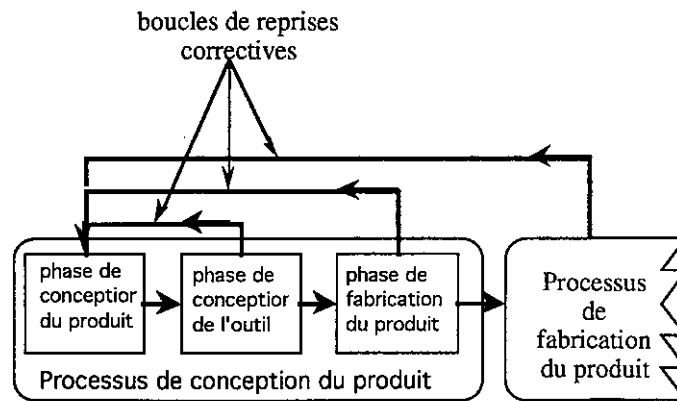 boucles de reprises
correctives
phase de
conceptior
du produit
phase de
conceptior
de l'outil
phase de
fabrication
du produit
Processus de conception du produit
Processus
de
fabrication
du produit